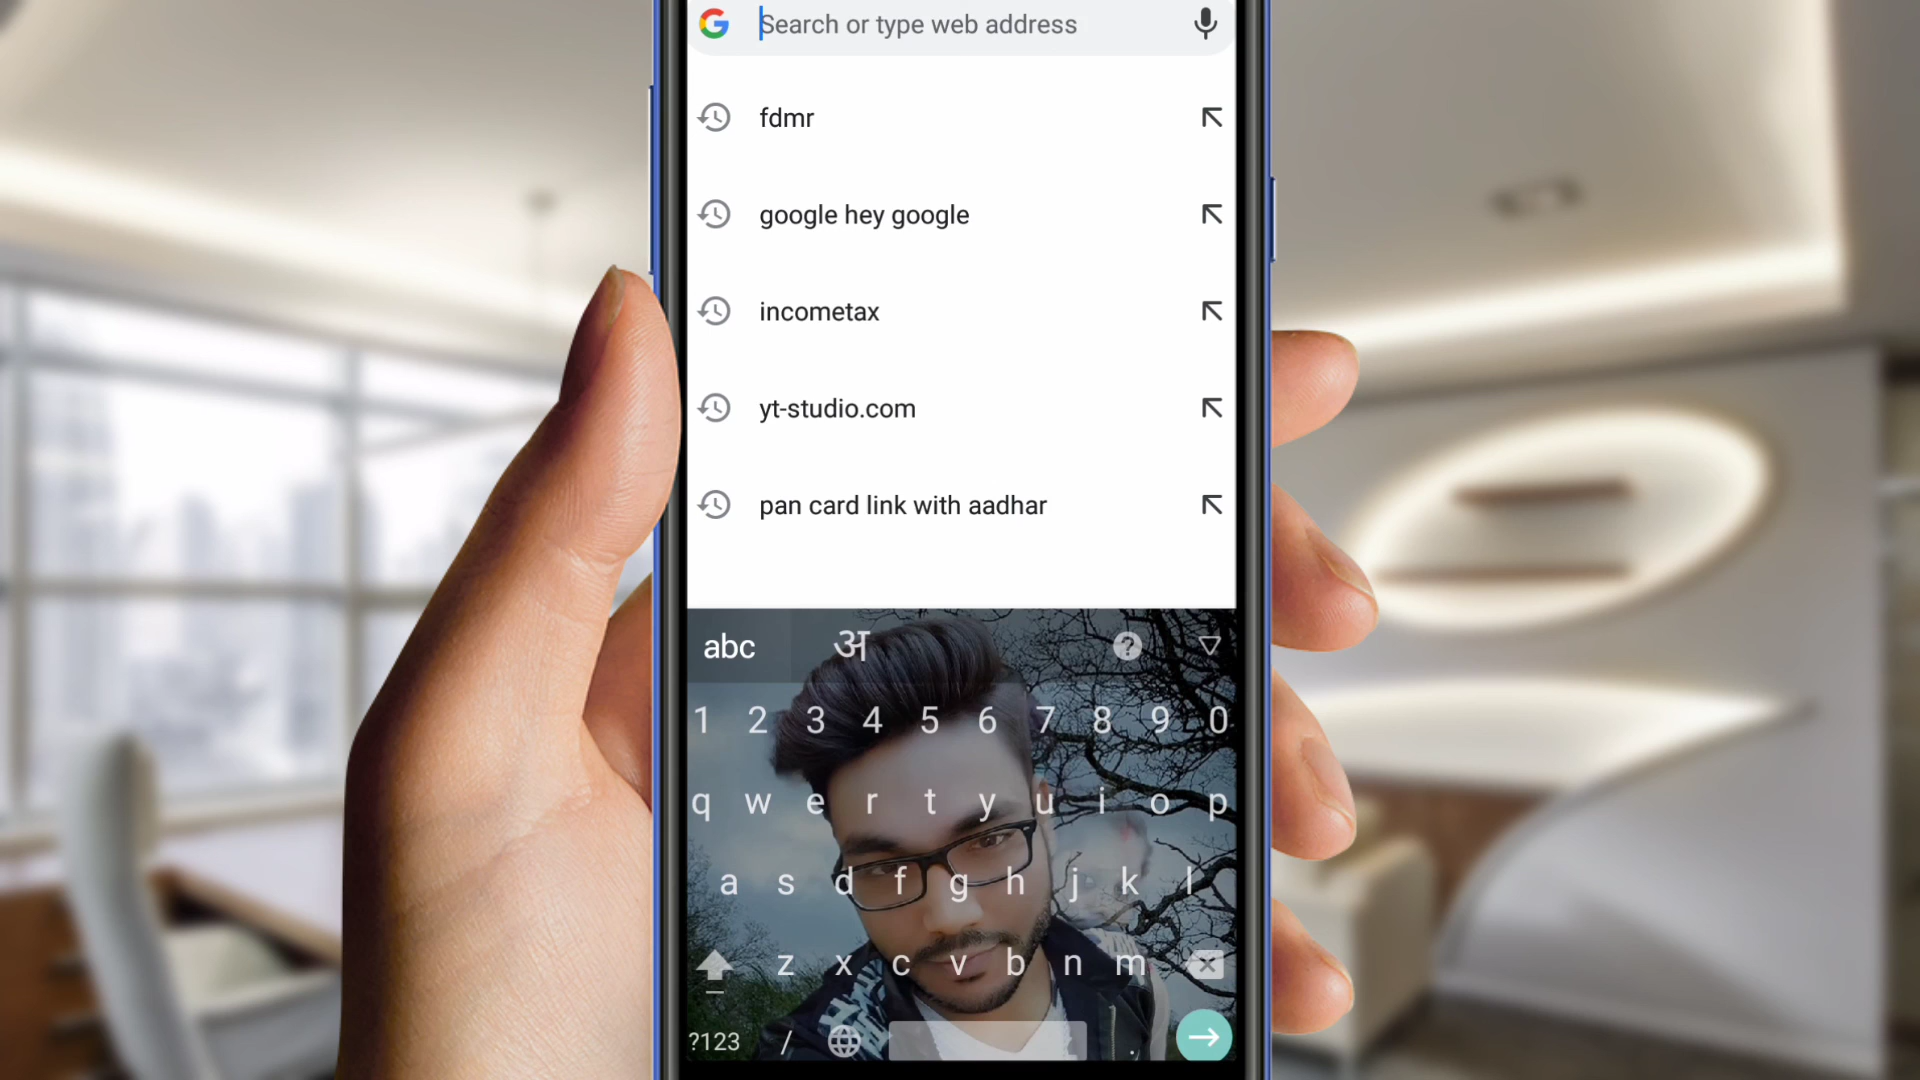 Search or type web address
fdmr
google hey google
incometax
yt-studio.com
pan card link with aadhar
abc अ ?
1 2 3 4 5 6 7 8 9 0
q w e r t y u i o p
a s d f g h j k l
z x c v b n m
?123 / .